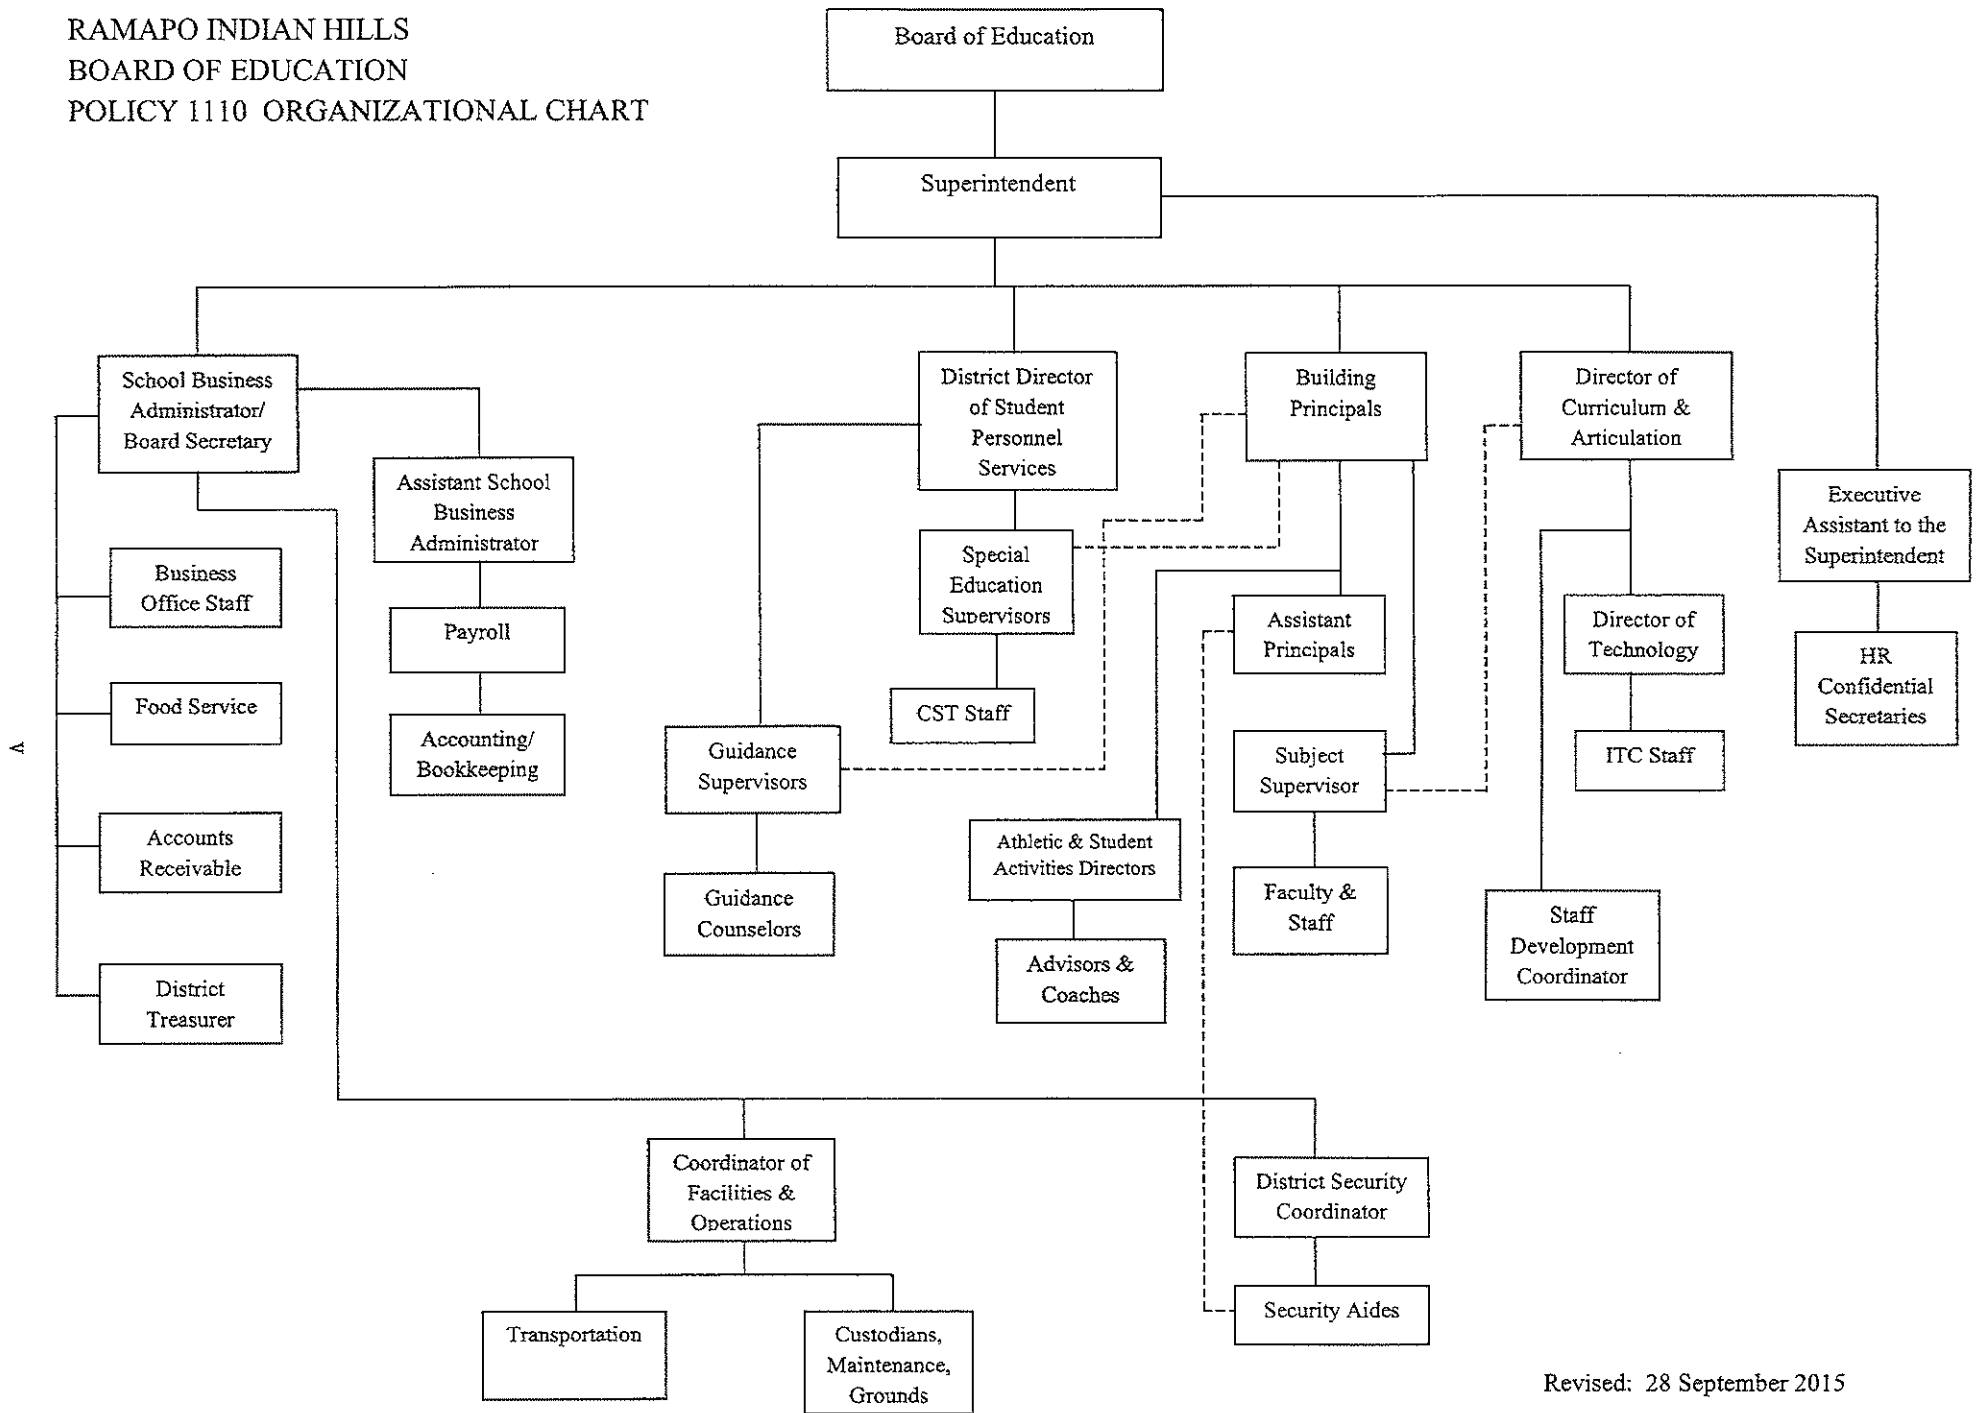 RAMAPO INDIAN HILLS
BOARD OF EDUCATION
POLICY 1110 ORGANIZATIONAL CHART
Board of Education
Superintendent
School Business
Administrator/
Board Secretary
District Director
of Student
Personnel
Services
Building
Principals
Director of
Curriculum &
Articulation
Assistant School
Business
Administrator
Executive
Assistant to the
Superintendent
Business
Office Staff
Special
Education
Supervisors
Payroll
Assistant
Principals
Director of
Technology
HR
Confidential
Secretaries
Food Service
CST Staff
Accounting/
Bookkeeping
Guidance
Supervisors
Subject
Supervisor
ITC Staff
Accounts
Receivable
Athletic & Student
Activities Directors
Guidance
Counselors
Faculty &
Staff
Staff
Development
Coordinator
District
Treasurer
Advisors &
Coaches
Coordinator of
Facilities &
Operations
District Security
Coordinator
Transportation
Custodians,
Maintenance,
Grounds
Security Aides
Revised: 28 September 2015